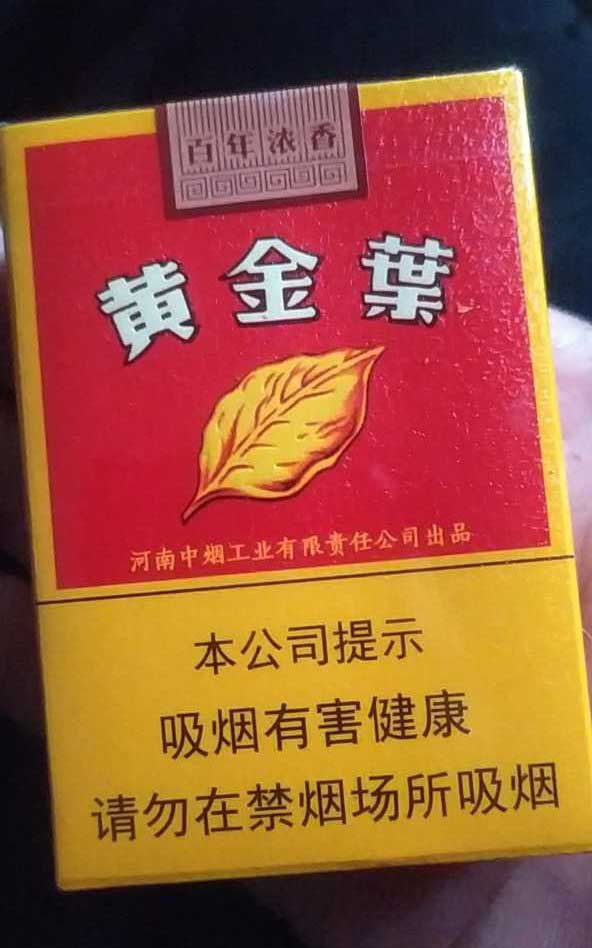 百年浓香
黄金葉
河南中烟工业有限责任公司出品
本公司提示
吸烟有害健康
请勿在禁烟场所吸烟